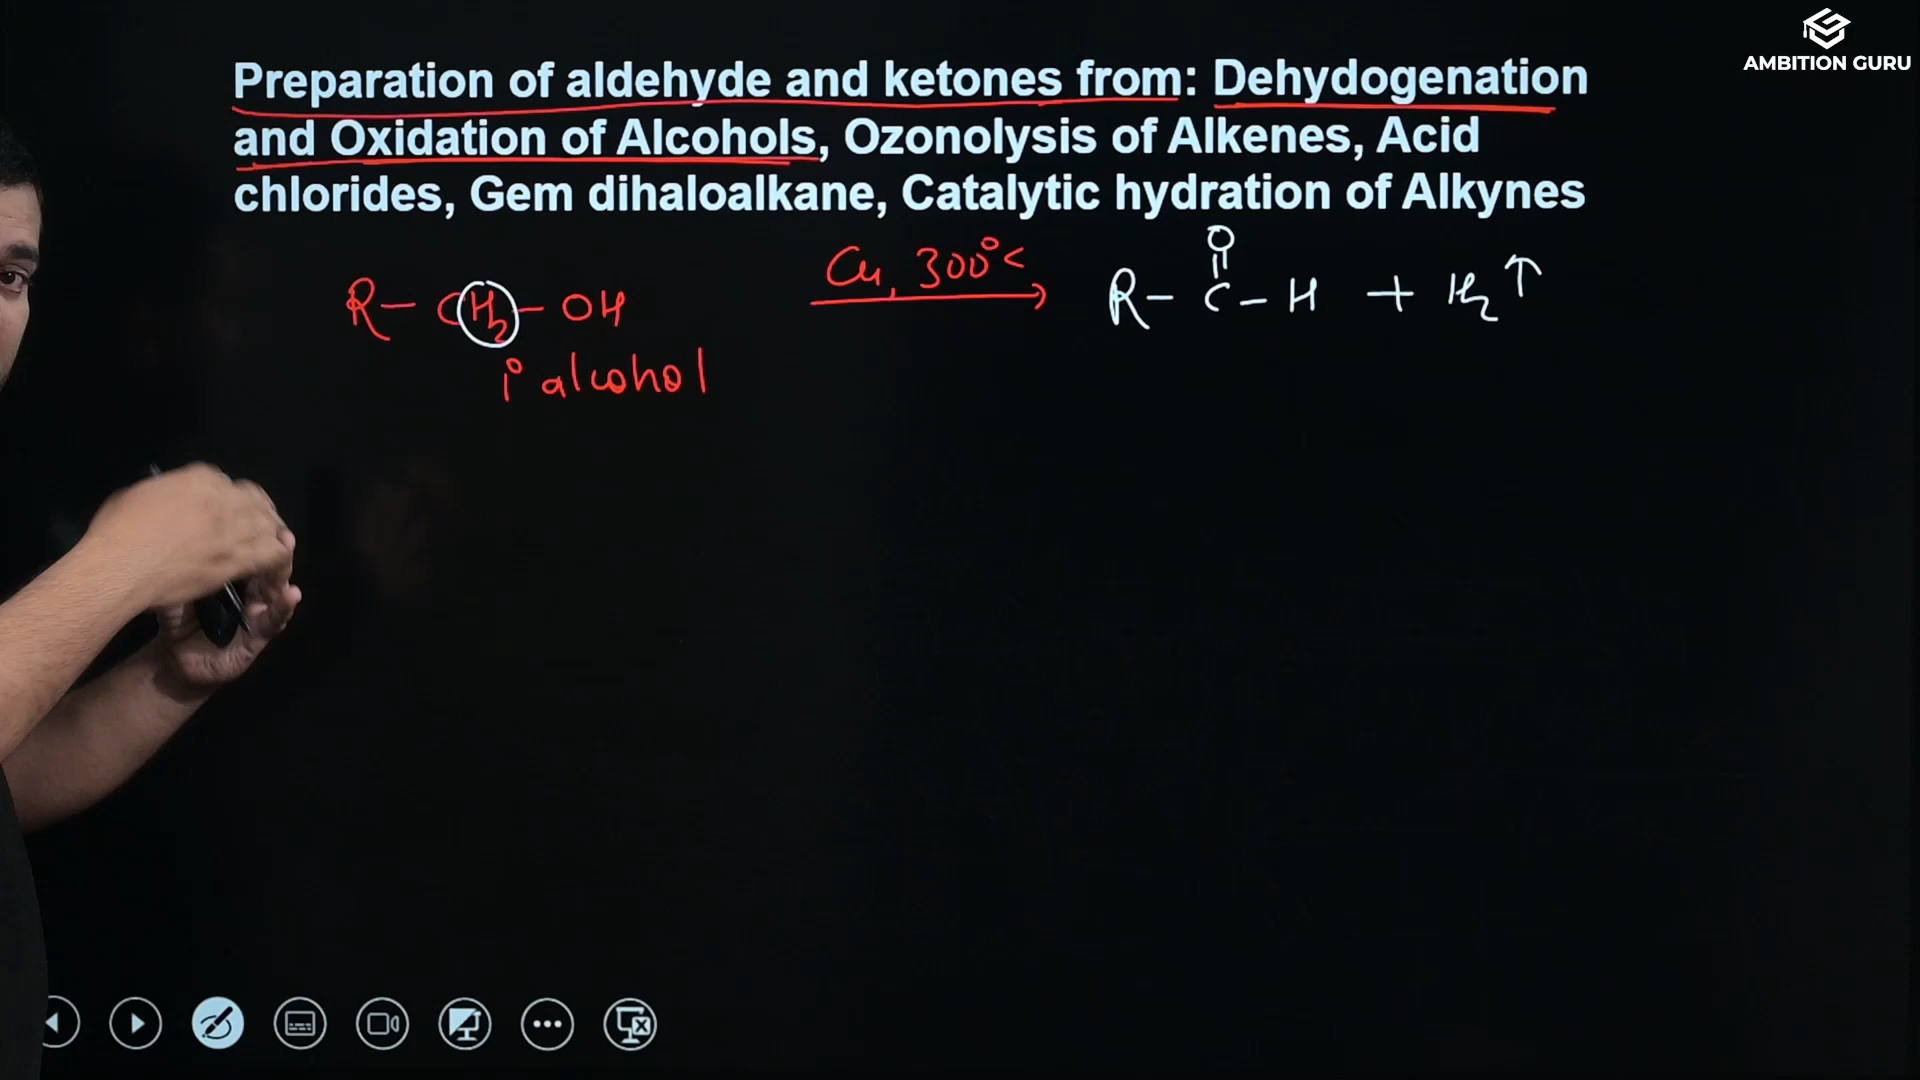 AMBITION GURU
Preparation of aldehyde and ketones from: Dehydogenation
and Oxidation of Alcohols, Ozonolysis of Alkenes, Acid
chlorides, Gem dihaloalkane, Catalytic hydration of Alkynes
R - CH2 - OH
1° alcohol
Cu, 300°C
O
||
R - C - H + H2 ↑